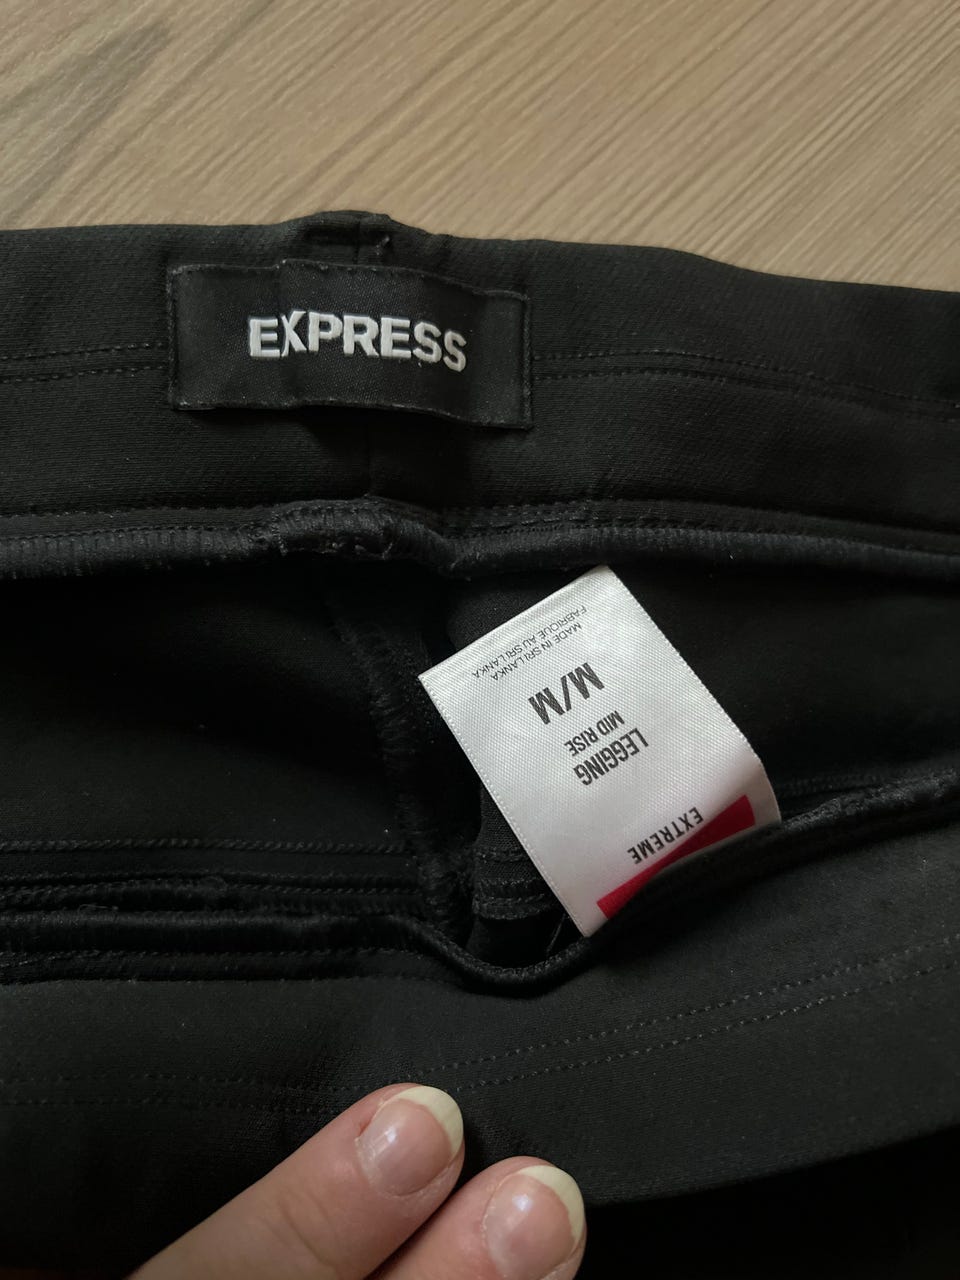 EXPRESS
EXTREME
LEGGING
MID RISE
M/M
MADE IN SRI LANKA
FABRIQUÉ AU SRI LANKA